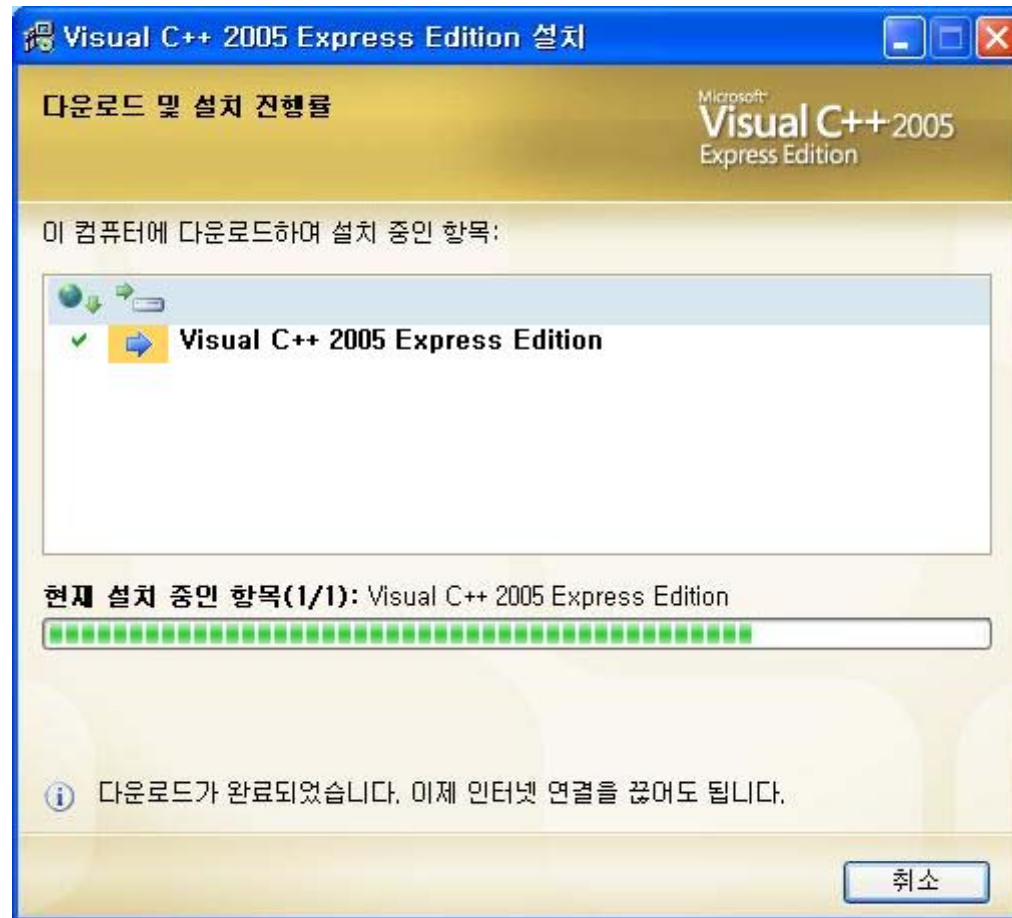 Visual C++ 2005 Express Edition 설치
다운로드 및 설치 진행률
Microsoft
Visual C++ 2005
Express Edition
이 컴퓨터에 다운로드하여 설치 중인 항목:
Visual C++ 2005 Express Edition
현재 설치 중인 항목(1/1): Visual C++ 2005 Express Edition
다운로드가 완료되었습니다. 이제 인터넷 연결을 끊어도 됩니다.
취소